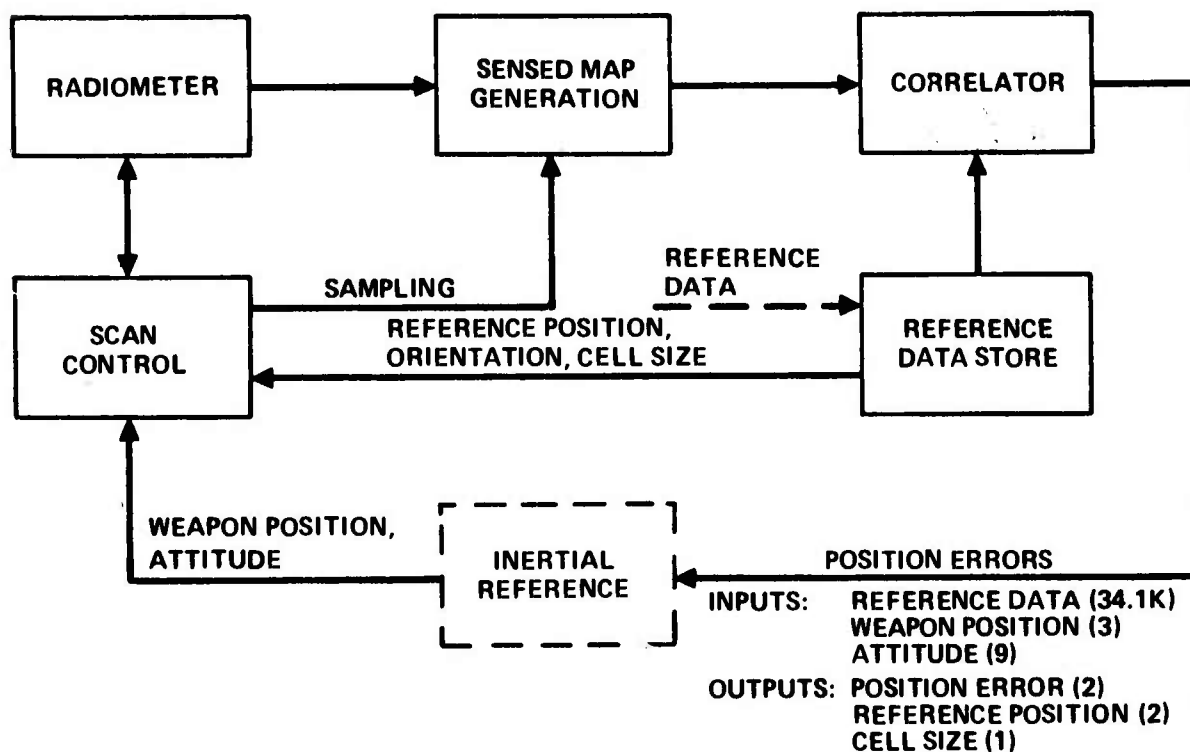 RADIOMETER
SENSED MAP
GENERATION
CORRELATOR
SCAN
CONTROL
SAMPLING
REFERENCE
DATA
REFERENCE POSITION,
ORIENTATION, CELL SIZE
REFERENCE
DATA STORE
WEAPON POSITION,
ATTITUDE
INERTIAL
REFERENCE
POSITION ERRORS
INPUTS: REFERENCE DATA (34.1K)
WEAPON POSITION (3)
ATTITUDE (9)
OUTPUTS: POSITION ERROR (2)
REFERENCE POSITION (2)
CELL SIZE (1)